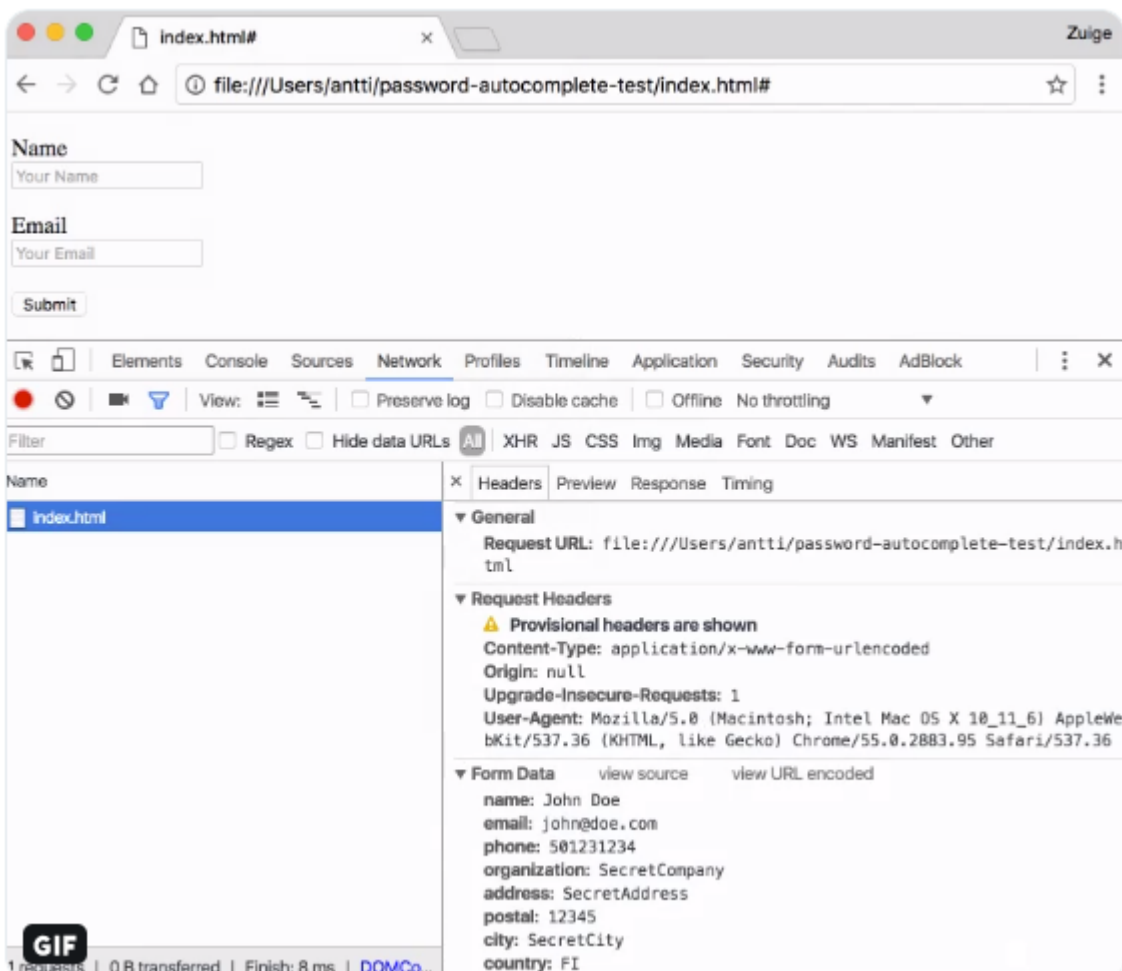 index.html#
Zuige
file:///Users/antti/password-autocomplete-test/index.html#
Name
Your Name
Email
Your Email
Submit
Elements Console Sources Network Profiles Timeline Application Security Audits AdBlock
View: Preserve log Disable cache Offline No throttling
Filter Regex Hide data URLs All XHR JS CSS Img Media Font Doc WS Manifest Other
Name
Headers Preview Response Timing
index.html
General
Request URL: file:///Users/antti/password-autocomplete-test/index.h
tml
Request Headers
Provisional headers are shown
Content-Type: application/x-www-form-urlencoded
Origin: null
Upgrade-Insecure-Requests: 1
User-Agent: Mozilla/5.0 (Macintosh; Intel Mac OS X 10_11_6) AppleWe
bKit/537.36 (KHTML, like Gecko) Chrome/55.0.2883.95 Safari/537.36
Form Data view source view URL encoded
name: John Doe
email: john@doe.com
phone: 501231234
organization: SecretCompany
address: SecretAddress
postal: 12345
city: SecretCity
country: FI
GIF
1 requests | 0 B transferred | Finish: 8 ms | DOMCo...